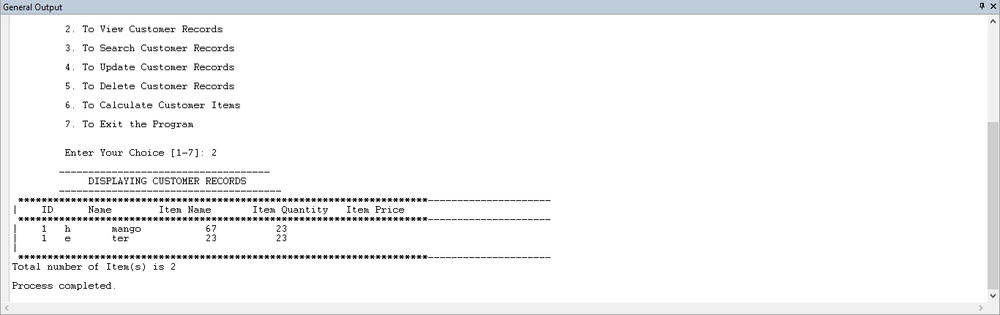 General Output
2. To View Customer Records
3. To Search Customer Records
4. To Update Customer Records
5. To Delete Customer Records
6. To Calculate Customer Items
7. To Exit the Program
Enter Your Choice [1-7]: 2
------------------------------------
DISPLAYING CUSTOMER RECORDS
--------------------------------------
**********************************************************************---------------------
| ID Name Item Name Item Quantity Item Price
**********************************************************************---------------------
| 1 h mango 67 23
| 1 e ter 23 23
|
**********************************************************************---------------------
Total number of Item(s) is 2
Process completed.